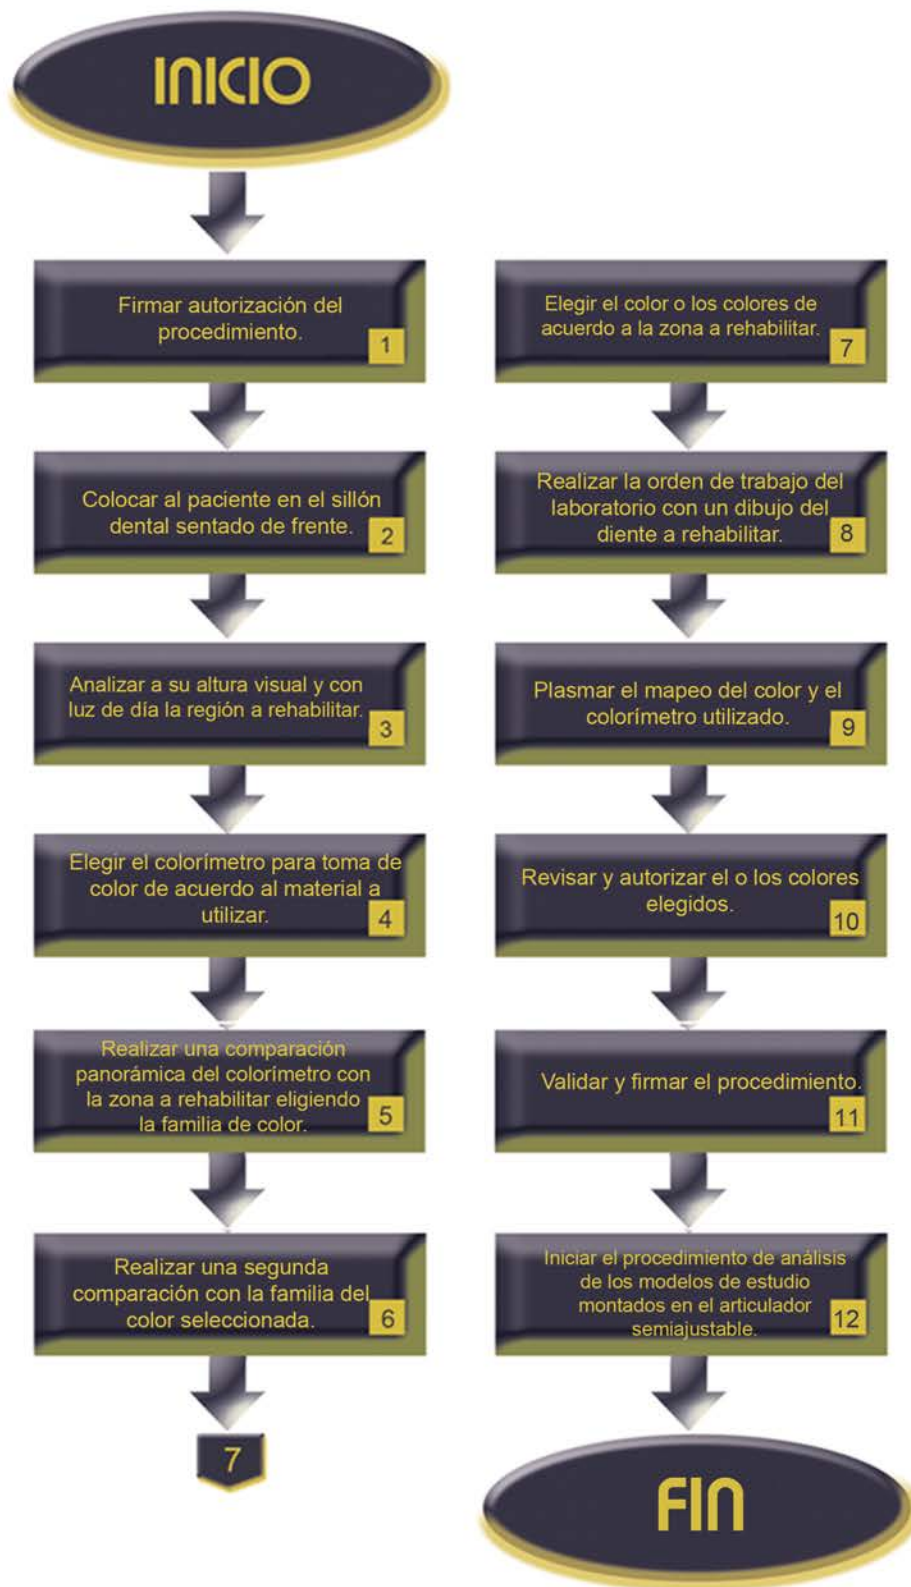 INICIO
Firmar autorización del
procedimiento.
1
Colocar al paciente en el sillón
dental sentado de frente.
2
Analizar a su altura visual y con
luz de día la región a rehabilitar.
3
Elegir el colorímetro para toma de
color de acuerdo al material a
utilizar.
4
Realizar una comparación
panorámica del colorímetro con
la zona a rehabilitar eligiendo
la familia de color.
5
Realizar una segunda
comparación con la familia del
color seleccionada.
6
7
Elegir el color o los colores de
acuerdo a la zona a rehabilitar.
7
Realizar la orden de trabajo del
laboratorio con un dibujo del
diente a rehabilitar.
8
Plasmar el mapeo del color y el
colorímetro utilizado.
9
Revisar y autorizar el o los colores
elegidos.
10
Validar y firmar el procedimiento.
11
Iniciar el procedimiento de análisis
de los modelos de estudio
montados en el articulador
semiajustable.
12
FIN